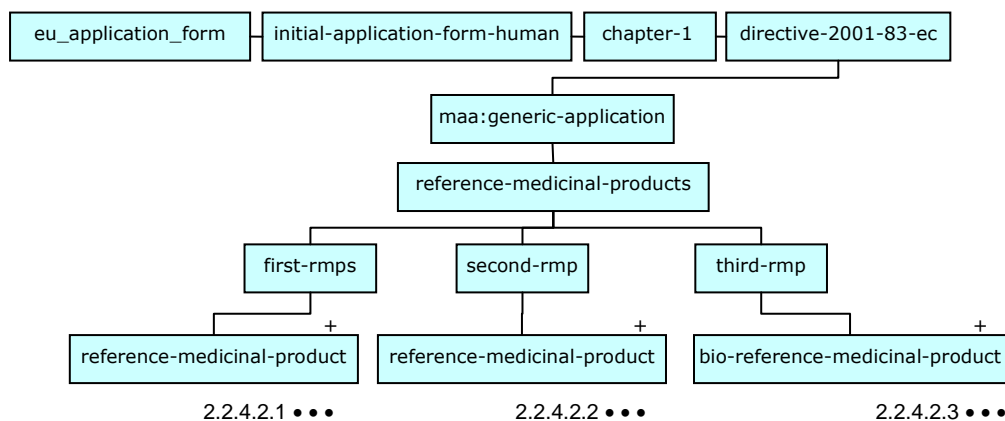 eu_application_form initial-application-form-human chapter-1 directive-2001-83-ec
maa:generic-application
reference-medicinal-products
first-rmps second-rmp third-rmp
+ + +
reference-medicinal-product reference-medicinal-product bio-reference-medicinal-product
2.2.4.2.1 ● ● ● 2.2.4.2.2 ● ● ● 2.2.4.2.3 ● ● ●